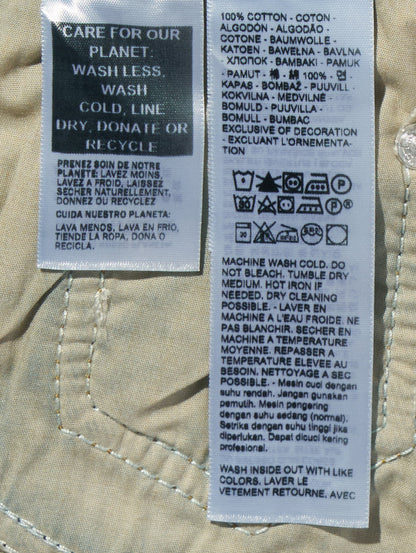 CARE FOR OUR
PLANET:
WASH LESS,
WASH
COLD, LINE
DRY, DONATE OR
RECYCLE
PRENEZ SOIN DE NOTRE
PLANETE: LAVEZ MOINS,
LAVEZ A FROID, LAISSEZ
SECHER NATURELLEMENT,
DONNEZ OU RECYCLEZ
CUIDA NUESTRO PLANETA:
LAVA MENOS, LAVA EN FRÍO,
TIENDE LA ROPA, DONA O
RECICLA.
100% COTTON - COTON -
ALGODÓN - ALGODÃO -
COTONE - BAUMWOLLE -
KATOEN - BAWEŁNA - BAVLNA
- ХЛОПОК - BAMBAKI - PAMUK
- PAMUT - 棉 - 綿 100% - 면 -
KAPAS - BOMBAŽ - PUUVILL -
KOKVILNA - MEDVILNĖ -
BOMULD - PUUVILLA -
BOMULL - BUMBAC
EXCLUSIVE OF DECORATION
- EXCLUANT L'ORNEMENTA-
TION
MACHINE WASH COLD. DO
NOT BLEACH. TUMBLE DRY
MEDIUM. HOT IRON IF
NEEDED. DRY CLEANING
POSSIBLE. - LAVER EN
MACHINE A L'EAU FROIDE. NE
PAS BLANCHIR. SECHER EN
MACHINE A TEMPERATURE
MOYENNE. REPASSER A
TEMPERATURE ELEVEE AU
BESOIN. NETTOYAGE A SEC
POSSIBLE. - Mesin cuci dengan
suhu rendah. Jangan gunakan
pemutih. Mesin pengering
dengan suhu sedang (normal).
Setrika dengan suhu tinggi jika
diperlukan. Dapat dicuci kering
profesional.
WASH INSIDE OUT WITH LIKE
COLORS. LAVER LE
VETEMENT RETOURNE, AVEC